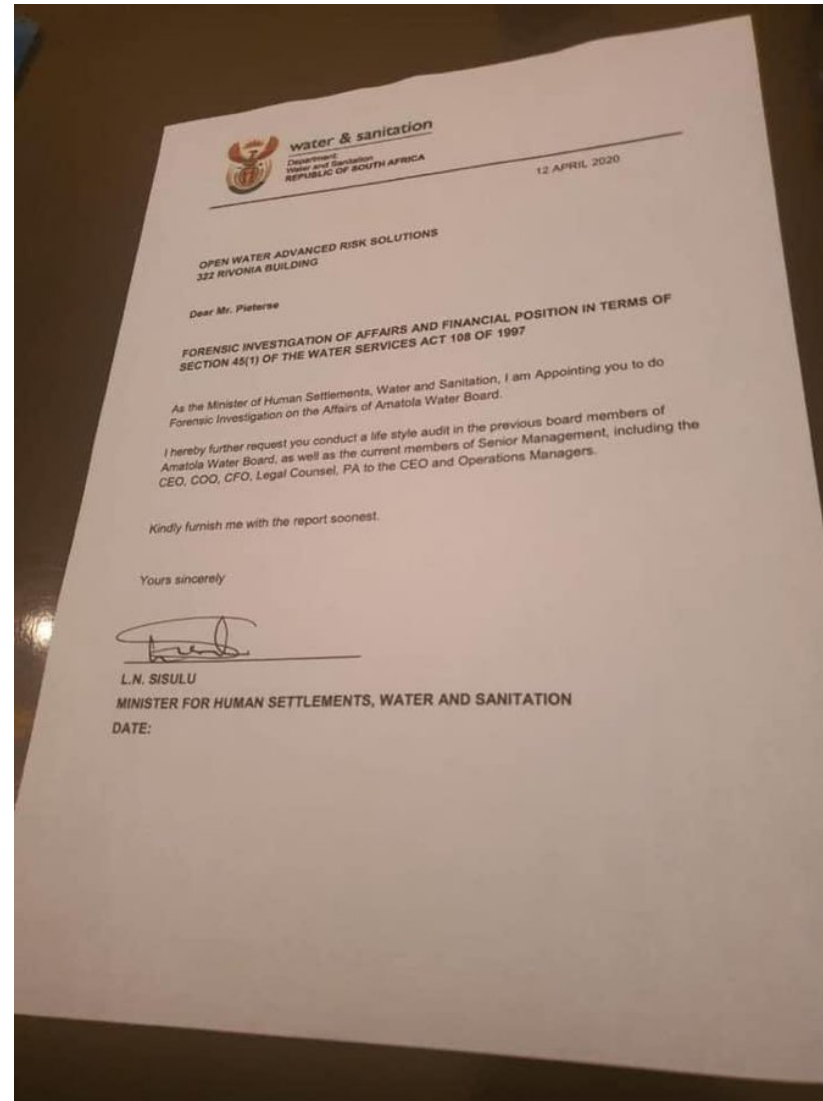 water & sanitation
Department:
Water and Sanitation
REPUBLIC OF SOUTH AFRICA
12 APRIL 2020
OPEN WATER ADVANCED RISK SOLUTIONS
322 RIVONIA BUILDING
Dear Mr. Pieterse
FORENSIC INVESTIGATION OF AFFAIRS AND FINANCIAL POSITION IN TERMS OF
SECTION 45(1) OF THE WATER SERVICES ACT 108 OF 1997
As the Minister of Human Settlements, Water and Sanitation, I am Appointing you to do
Forensic Investigation on the Affairs of Amatola Water Board.
I hereby further request you conduct a life style audit in the previous board members of
Amatola Water Board, as well as the current members of Senior Management, including the
CEO, COO, CFO, Legal Counsel, PA to the CEO and Operations Managers.
Kindly furnish me with the report soonest.
Yours sincerely
L.N. SISULU
MINISTER FOR HUMAN SETTLEMENTS, WATER AND SANITATION
DATE: